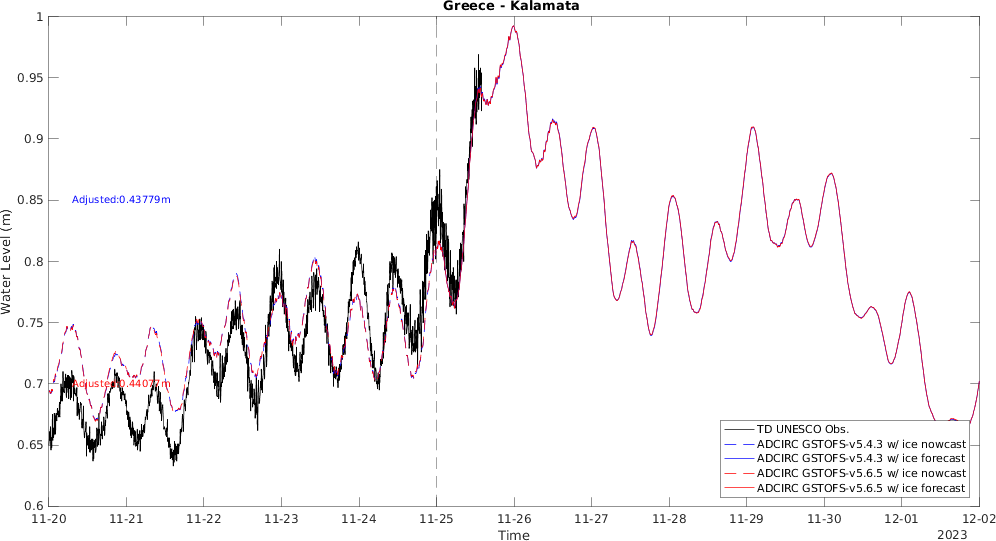 Greece - Kalamata
Water Level (m)
1
0.95
0.9
0.85
0.8
0.75
0.7
0.65
0.6
Adjusted:0.43779m
Adjusted:0.44077m
TD UNESCO Obs.
ADCIRC GSTOFS-v5.4.3 w/ ice nowcast
ADCIRC GSTOFS-v5.4.3 w/ ice forecast
ADCIRC GSTOFS-v5.6.5 w/ ice nowcast
ADCIRC GSTOFS-v5.6.5 w/ ice forecast
11-20 11-21 11-22 11-23 11-24 11-25 11-26 11-27 11-28 11-29 11-30 12-01 12-02
Time
2023